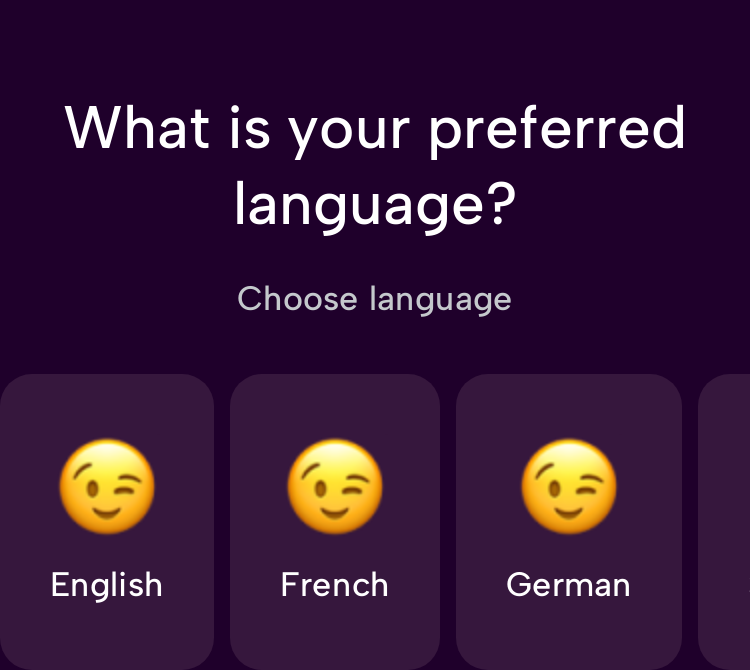 What is your preferred
language?
Choose language
English
French
German